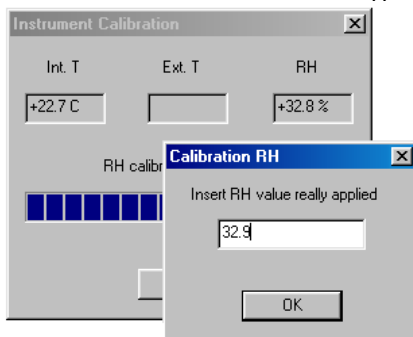 Instrument Calibration
Int. T Ext. T RH
+22.7 C +32.8 %
RH calibr
Calibration RH
Insert RH value really applied
32.9
OK